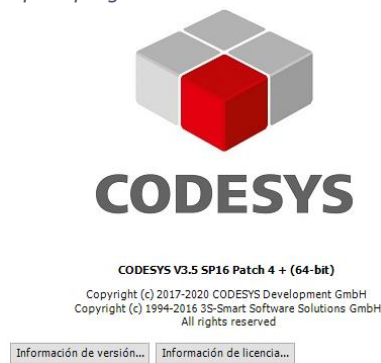 CODESYS
CODESYS V3.5 SP16 Patch 4 + (64-bit)
Copyright (c) 2017-2020 CODESYS Development GmbH
Copyright (c) 1994-2016 3S-Smart Software Solutions GmbH
All rights reserved
Información de versión... Información de licencia...